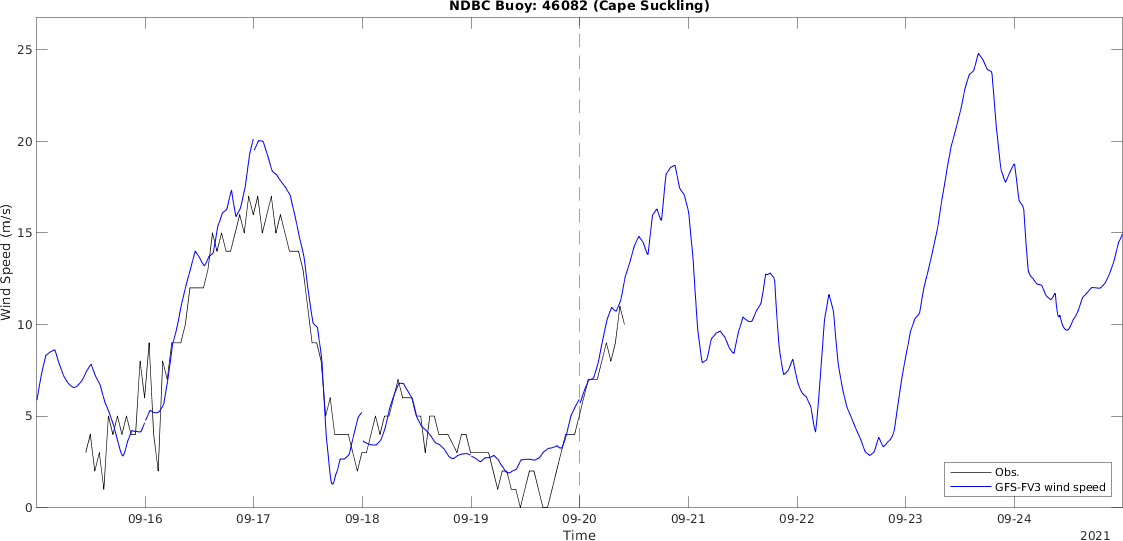 NDBC Buoy: 46082 (Cape Suckling)
25
20
15
10
5
0
Wind Speed (m/s)
09-16 09-17 09-18 09-19 09-20 09-21 09-22 09-23 09-24
Time
2021
Obs.
GFS-FV3 wind speed